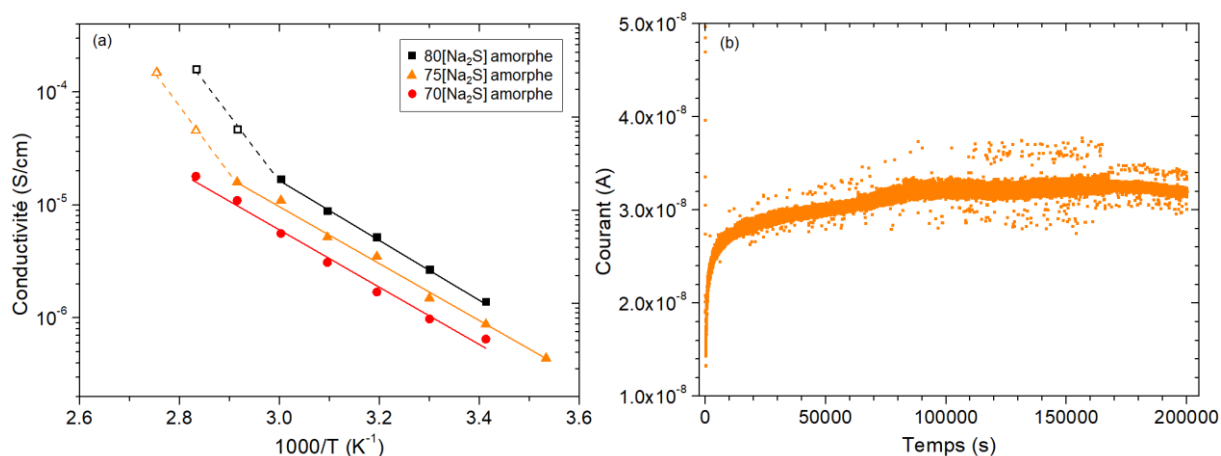 (a)
80[Na₂S] amorphe
75[Na₂S] amorphe
70[Na₂S] amorphe
Conductivité (S/cm)
10⁻⁴
10⁻⁵
10⁻⁶
2.6 2.8 3.0 3.2 3.4 3.6
1000/T (K⁻¹)
(b)
Courant (A)
5.0x10⁻⁸
4.0x10⁻⁸
3.0x10⁻⁸
2.0x10⁻⁸
1.0x10⁻⁸
0 50000 100000 150000 200000
Temps (s)